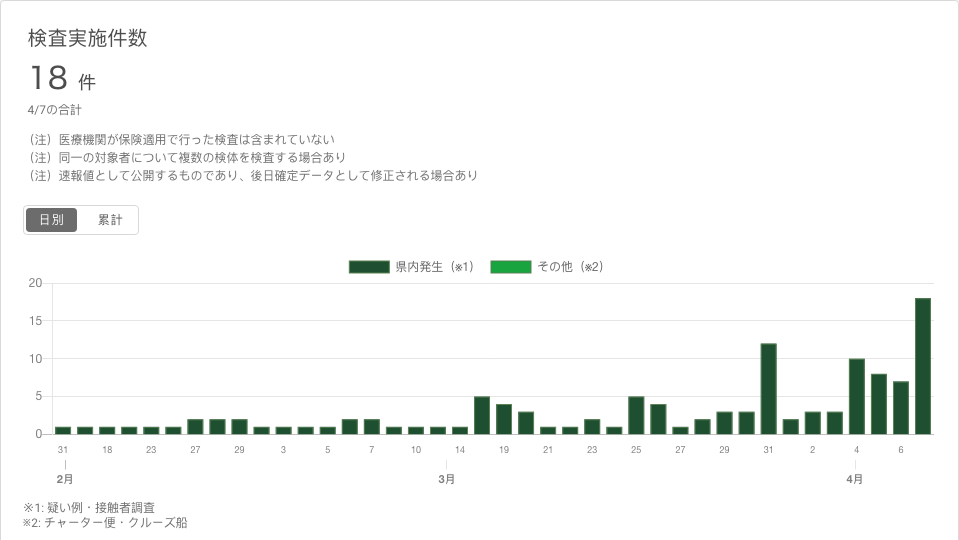 検査実施件数
18 件
4/7の合計
（注）医療機関が保険適用で行った検査は含まれていない
（注）同一の対象者について複数の検体を検査する場合あり
（注）速報値として公開するものであり、後日確定データとして修正される場合あり
日別 累計
県内発生（※1） その他（※2）
20
15
10
5
0
31 18 23 27 29 3 5 7 10 14 19 21 23 25 27 29 31 2 4 6
2月 3月 4月
※1: 疑い例・接触者調査
※2: チャーター便・クルーズ船